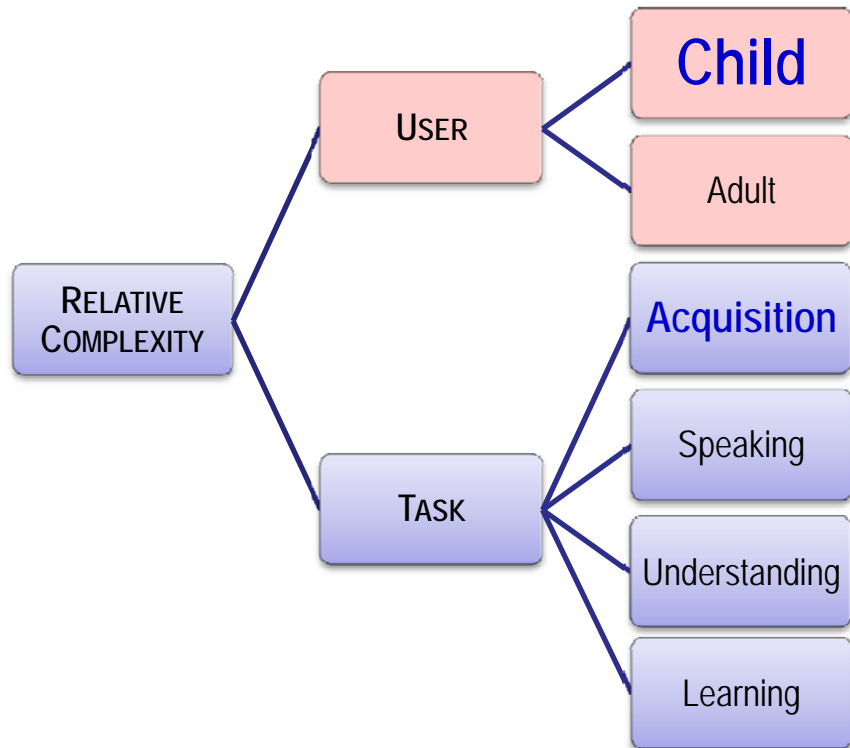 Child
USER
Adult
RELATIVE
COMPLEXITY
Acquisition
Speaking
TASK
Understanding
Learning